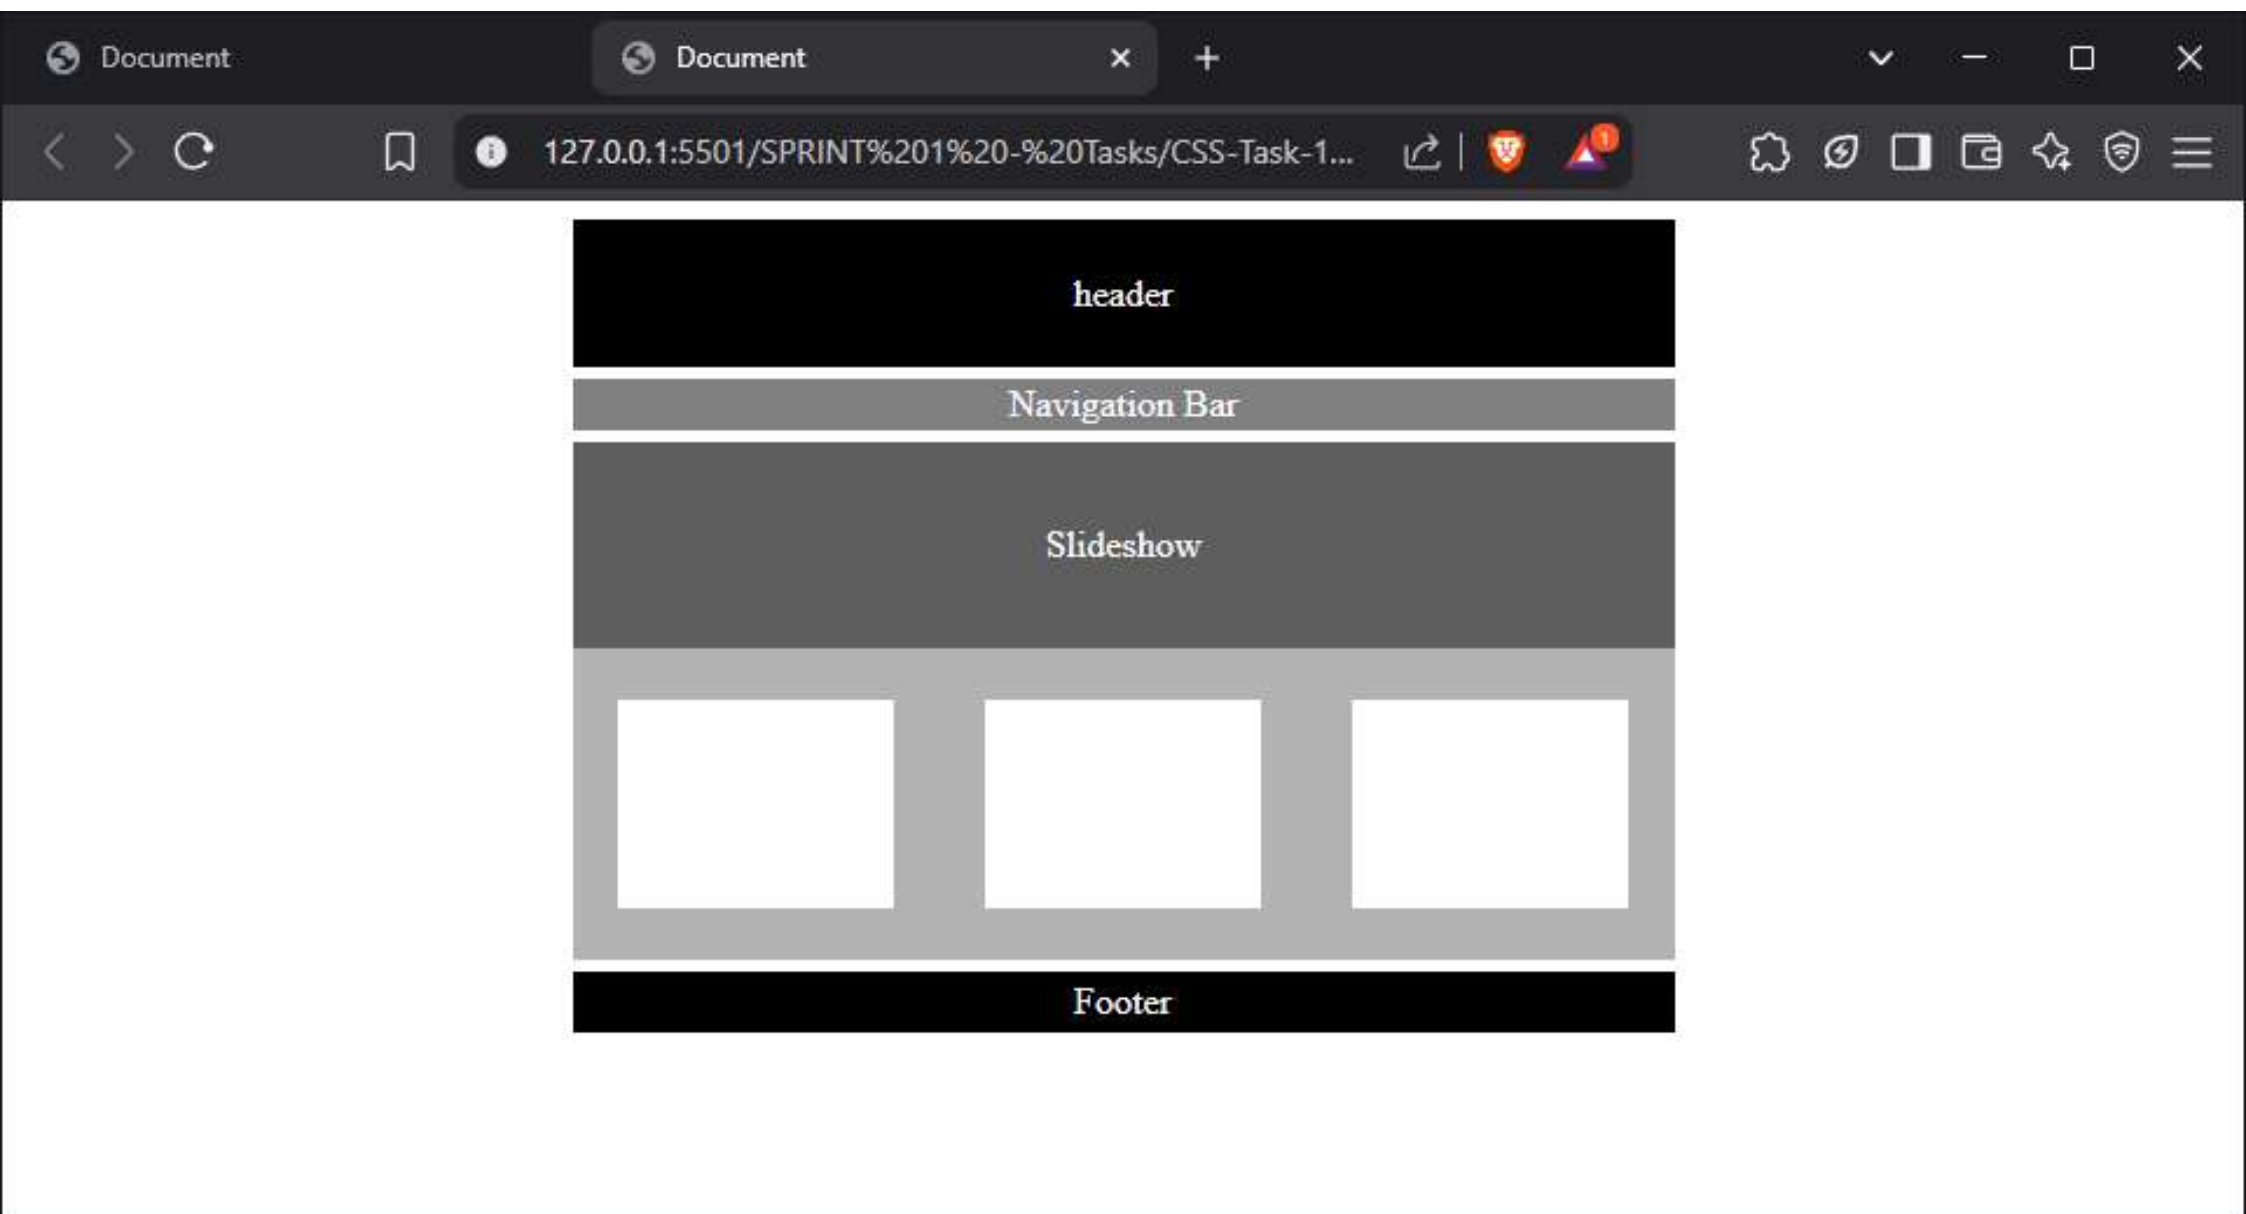 Document
Document
127.0.0.1:5501/SPRINT%201%20-%20Tasks/CSS-Task-1...
1
header
Navigation Bar
Slideshow
Footer